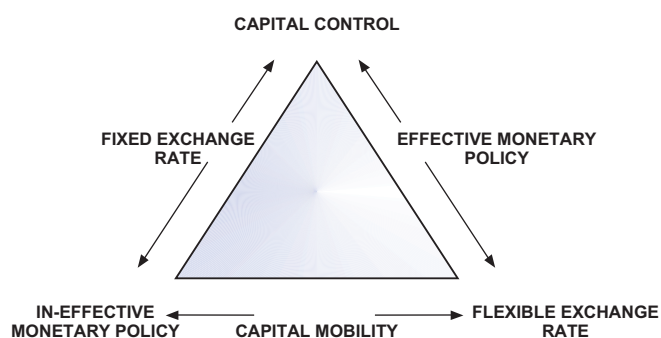 CAPITAL CONTROL
FIXED EXCHANGE
RATE
EFFECTIVE MONETARY
POLICY
IN-EFFECTIVE
MONETARY POLICY
CAPITAL MOBILITY
FLEXIBLE EXCHANGE
RATE